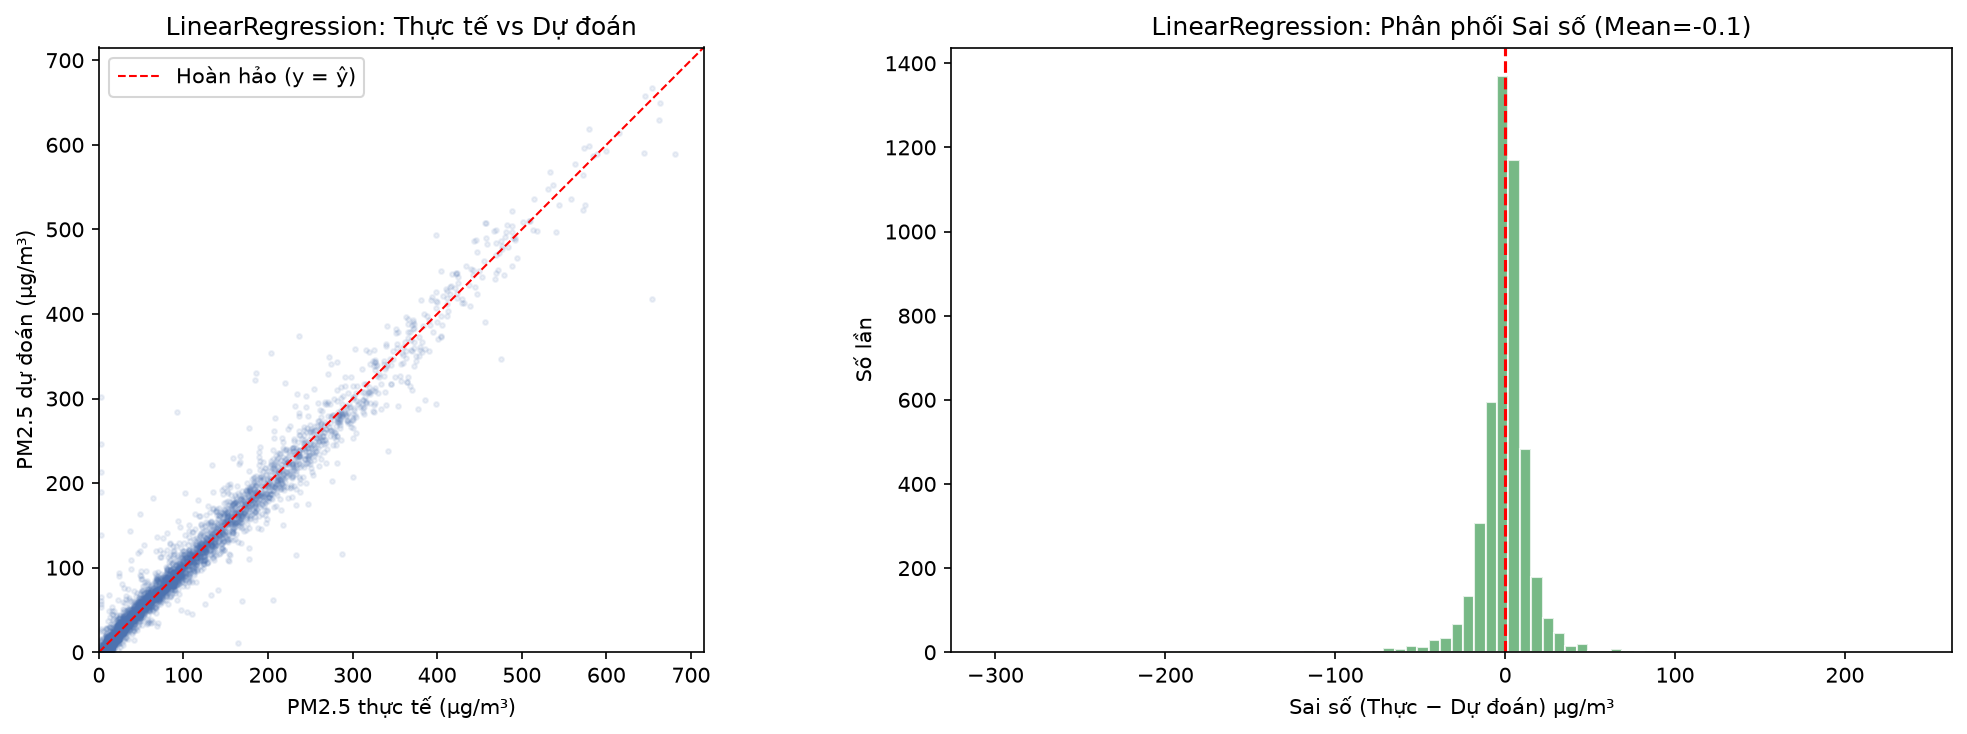 LinearRegression: Thực tế vs Dự đoán
Hoàn hảo (y = ŷ)
PM2.5 dự đoán (µg/m³)
700
600
500
400
300
200
100
0
0 100 200 300 400 500 600 700
PM2.5 thực tế (µg/m³)
LinearRegression: Phân phối Sai số (Mean=-0.1)
Số lần
1400
1200
1000
800
600
400
200
0
−300 −200 −100 0 100 200
Sai số (Thực − Dự đoán) µg/m³